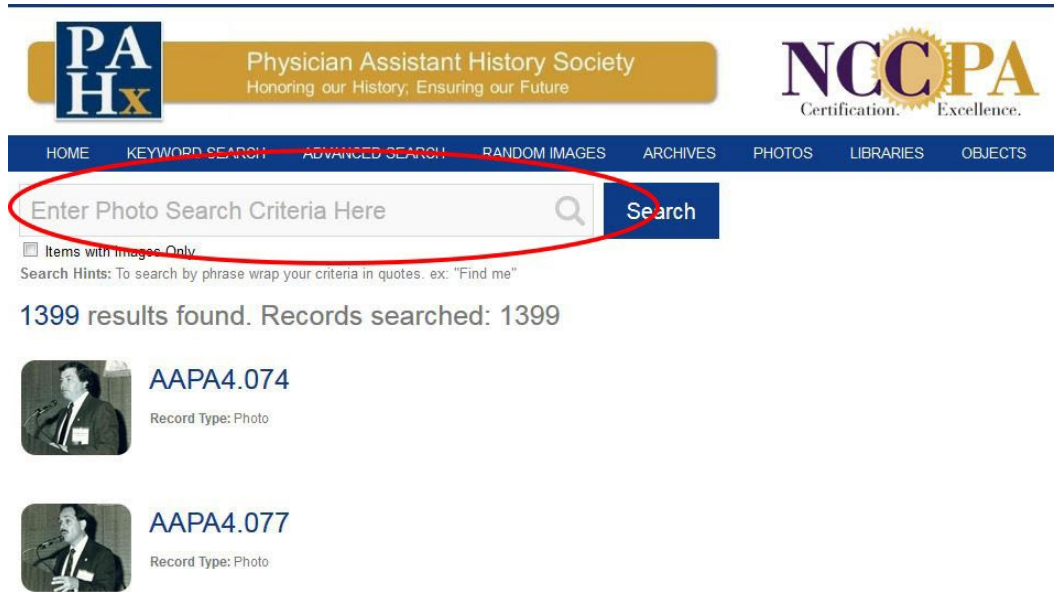 PA
Hx
Physician Assistant History Society
Honoring our History; Ensuring our Future
NCCPA
Certification. Excellence.
HOME KEYWORD SEARCH ADVANCED SEARCH RANDOM IMAGES ARCHIVES PHOTOS LIBRARIES OBJECTS
Enter Photo Search Criteria Here
Search
Items with Images Only
Search Hints: To search by phrase wrap your criteria in quotes. ex: "Find me"
1399 results found. Records searched: 1399
AAPA4.074
Record Type: Photo
AAPA4.077
Record Type: Photo